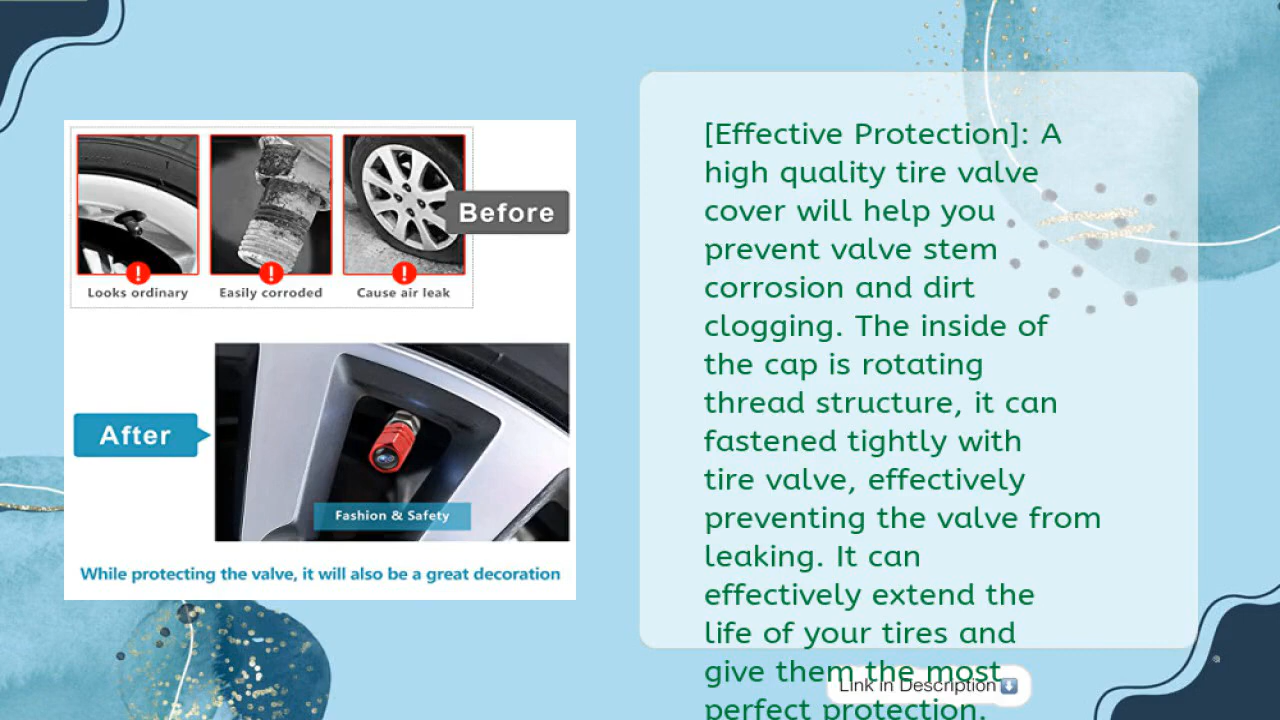 Before
Looks ordinary
Easily corroded
Cause air leak
After
Fashion & Safety
While protecting the valve, it will also be a great decoration
[Effective Protection]: A
high quality tire valve
cover will help you
prevent valve stem
corrosion and dirt
clogging. The inside of
the cap is rotating
thread structure, it can
fastened tightly with
tire valve, effectively
preventing the valve from
leaking. It can
effectively extend the
life of your tires and
give them the most
perfect protection.
Link in Description